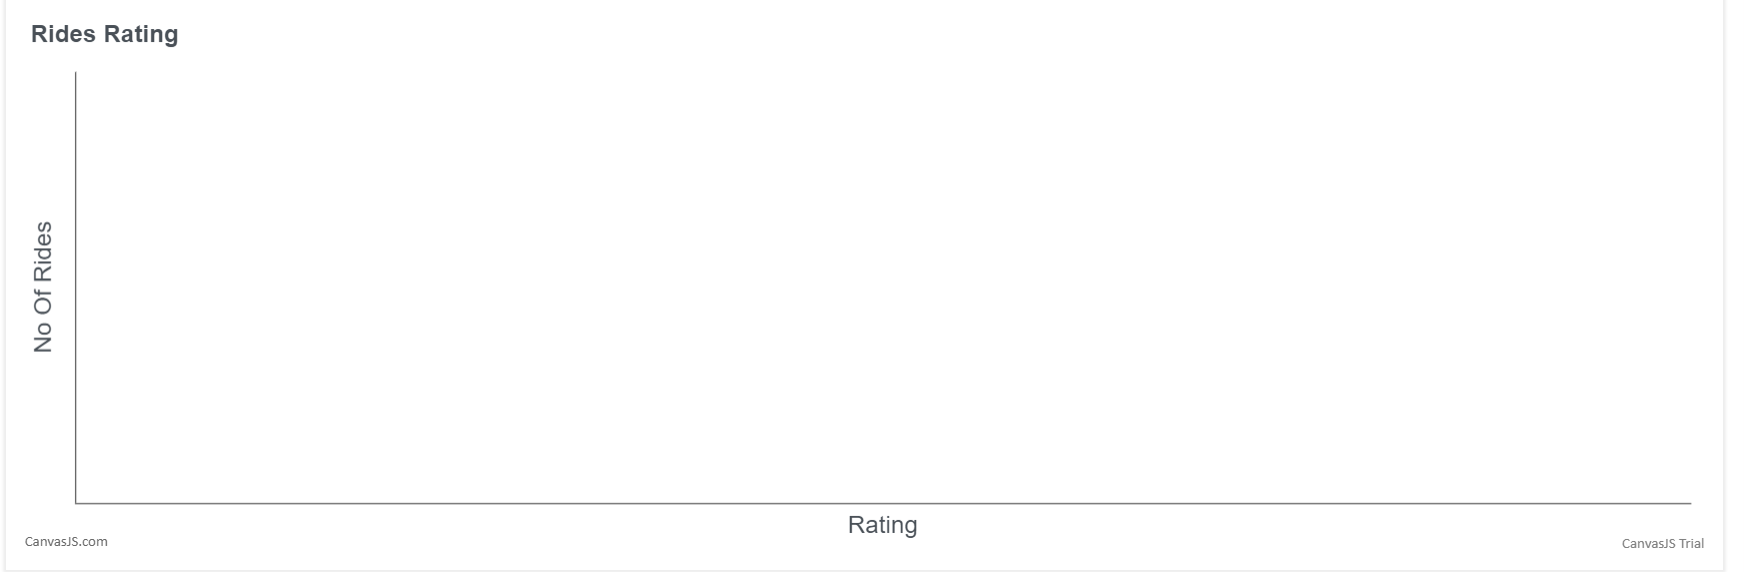 Rides Rating
No Of Rides
Rating
CanvasJS.com
CanvasJS Trial